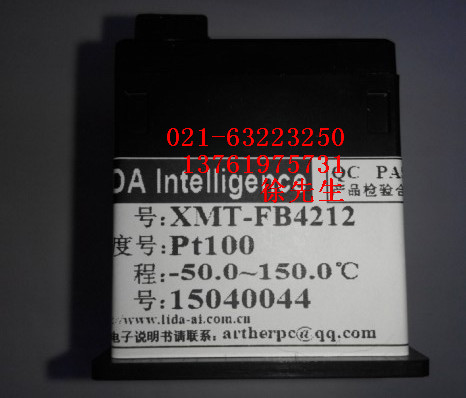 021-63223250
13761975731
徐先生
DA Intelligence
QC PA
产品检验合
号:XMT-FB4212
度号:Pt100
程:-50.0~150.0℃
号:15040044
www.lida-ai.com.cn
电子说明书请联系: artherpc@qq.com